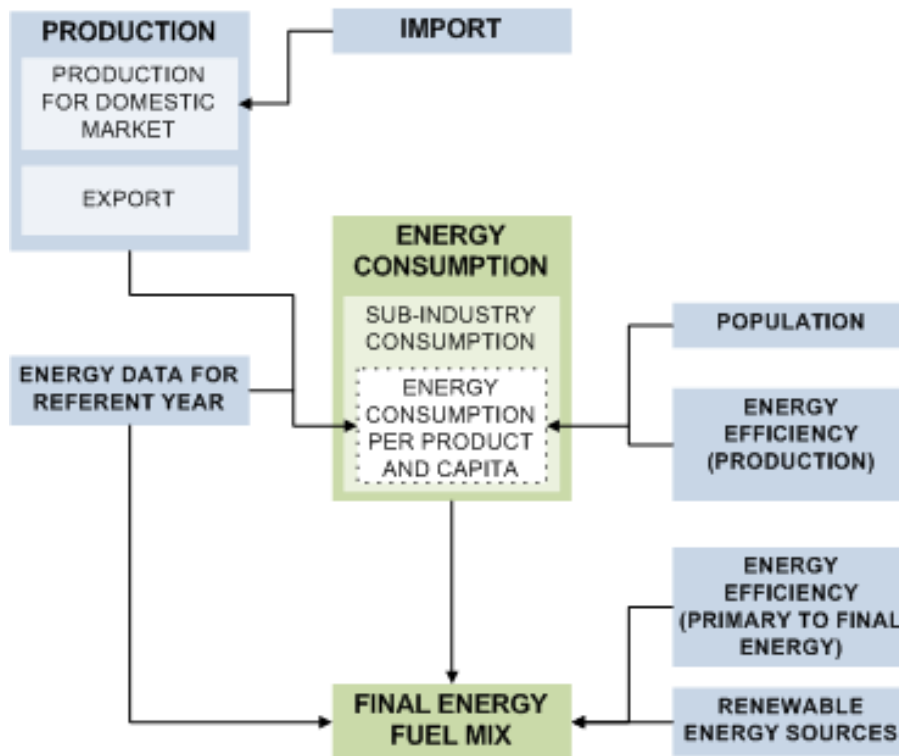 PRODUCTION
PRODUCTION
FOR DOMESTIC
MARKET
EXPORT
IMPORT
ENERGY
CONSUMPTION
SUB-INDUSTRY
CONSUMPTION
ENERGY
CONSUMPTION
PER PRODUCT
AND CAPITA
ENERGY DATA FOR
REFERENT YEAR
POPULATION
ENERGY
EFFICIENCY
(PRODUCTION)
ENERGY
EFFICIENCY
(PRIMARY TO FINAL
ENERGY)
FINAL ENERGY
FUEL MIX
RENEWABLE
ENERGY SOURCES